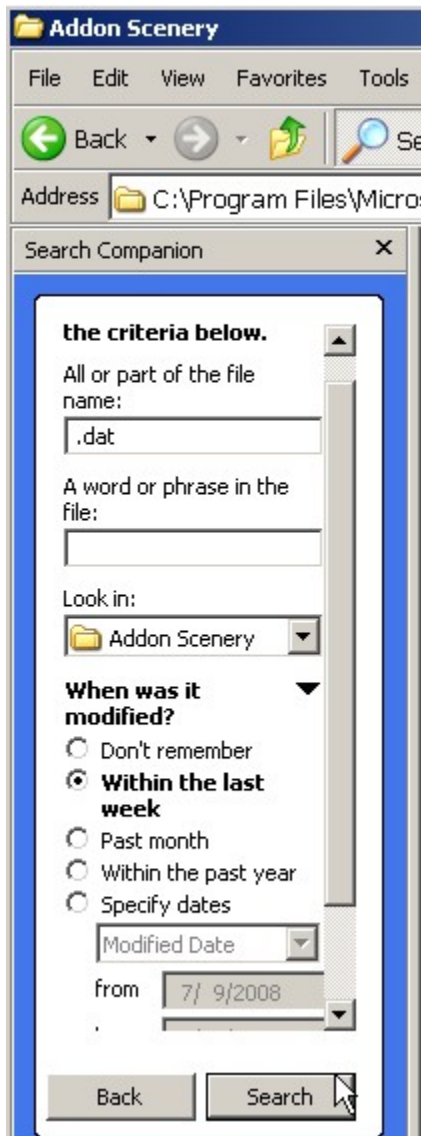 Addon Scenery
File Edit View Favorites Tools
Back Se
Address C:\Program Files\Micros
Search Companion
the criteria below.
All or part of the file
name:
.dat
A word or phrase in the
file:
Look in:
Addon Scenery
When was it
modified?
Don't remember
Within the last
week
Past month
Within the past year
Specify dates
Modified Date
from 7/ 9/2008
Back Search